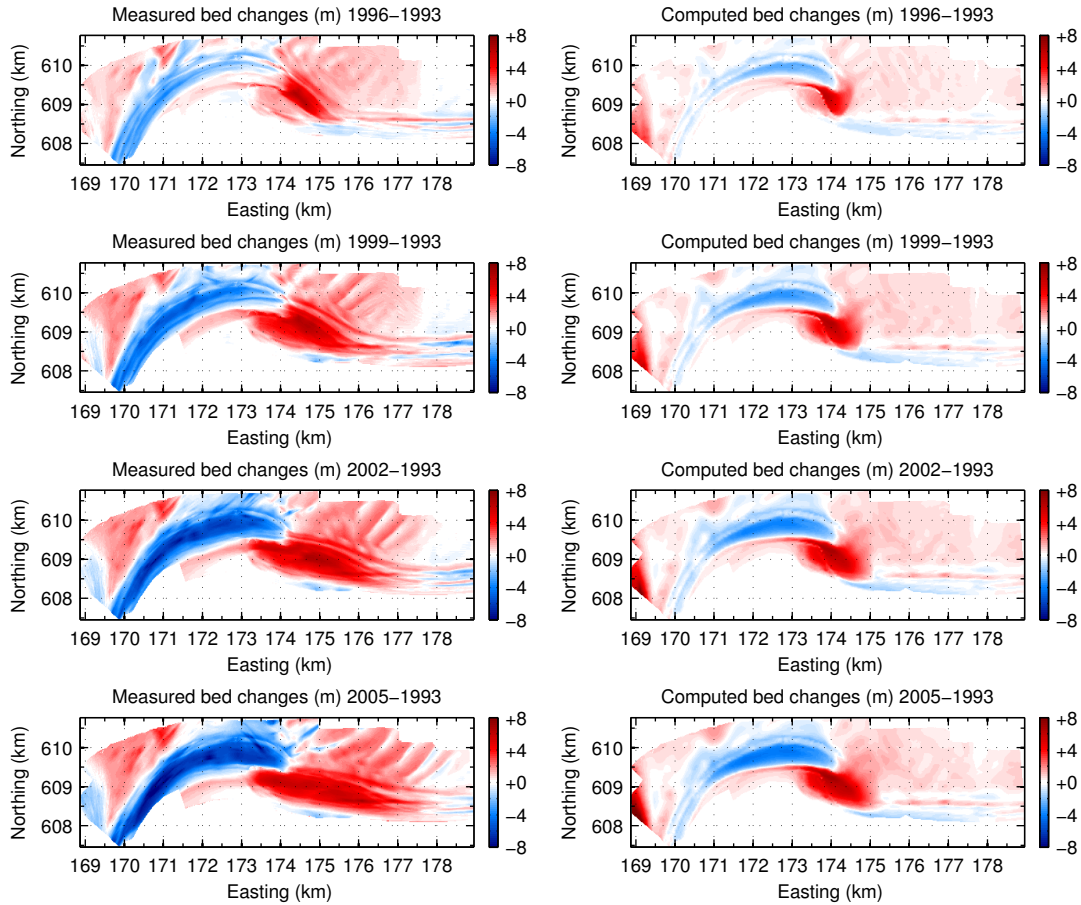 Measured bed changes (m) 1996−1993
Northing (km)
610
609
608
169 170 171 172 173 174 175 176 177 178
Easting (km)
+8
+4
+0
−4
−8
Computed bed changes (m) 1996−1993
Northing (km)
610
609
608
169 170 171 172 173 174 175 176 177 178
Easting (km)
+8
+4
+0
−4
−8
Measured bed changes (m) 1999−1993
Northing (km)
610
609
608
169 170 171 172 173 174 175 176 177 178
Easting (km)
+8
+4
+0
−4
−8
Computed bed changes (m) 1999−1993
Northing (km)
610
609
608
169 170 171 172 173 174 175 176 177 178
Easting (km)
+8
+4
+0
−4
−8
Measured bed changes (m) 2002−1993
Northing (km)
610
609
608
169 170 171 172 173 174 175 176 177 178
Easting (km)
+8
+4
+0
−4
−8
Computed bed changes (m) 2002−1993
Northing (km)
610
609
608
169 170 171 172 173 174 175 176 177 178
Easting (km)
+8
+4
+0
−4
−8
Measured bed changes (m) 2005−1993
Northing (km)
610
609
608
169 170 171 172 173 174 175 176 177 178
Easting (km)
+8
+4
+0
−4
−8
Computed bed changes (m) 2005−1993
Northing (km)
610
609
608
169 170 171 172 173 174 175 176 177 178
Easting (km)
+8
+4
+0
−4
−8